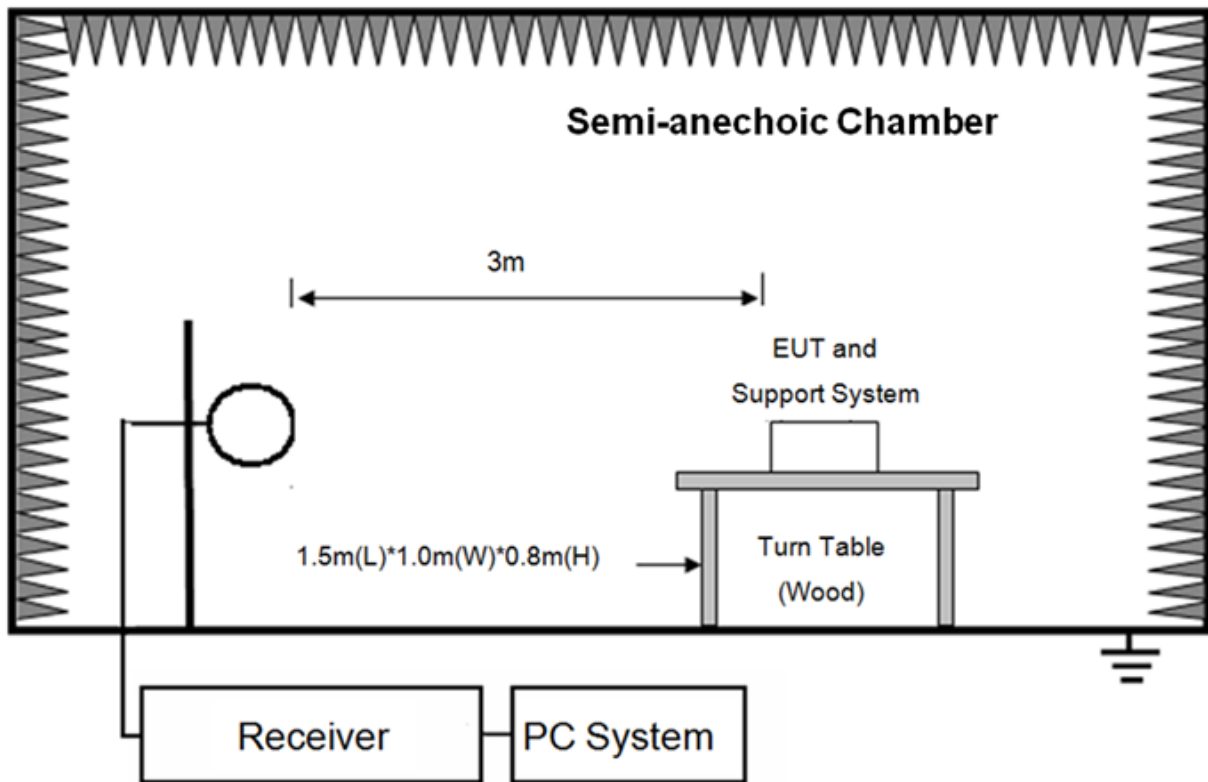 Semi-anechoic Chamber
3m
EUT and
Support System
1.5m(L)*1.0m(W)*0.8m(H)
Turn Table
(Wood)
Receiver
PC System